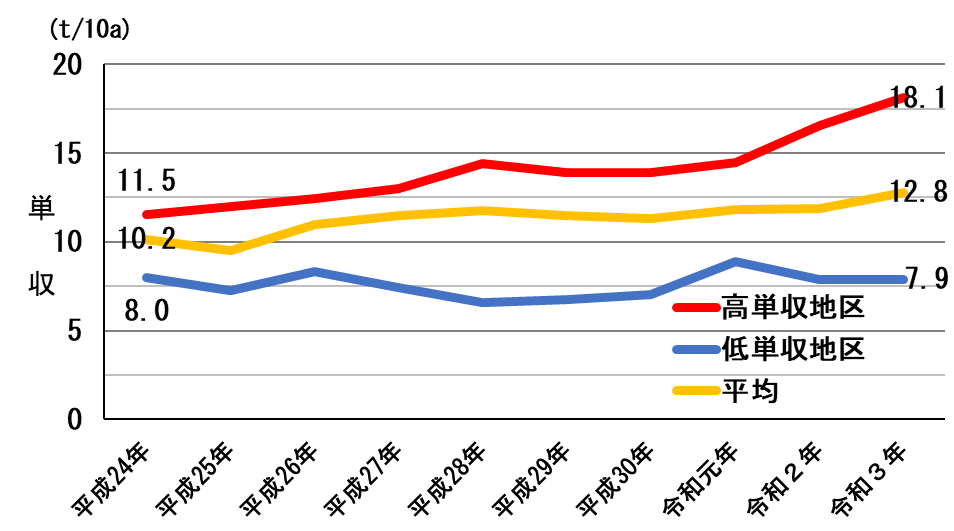 (t/10a)
20
15
10
5
0
単
収
11.5
10.2
8.0
18.1
12.8
7.9
高単収地区
低単収地区
平均
平成24年
平成25年
平成26年
平成27年
平成28年
平成29年
平成30年
令和元年
令和２年
令和３年